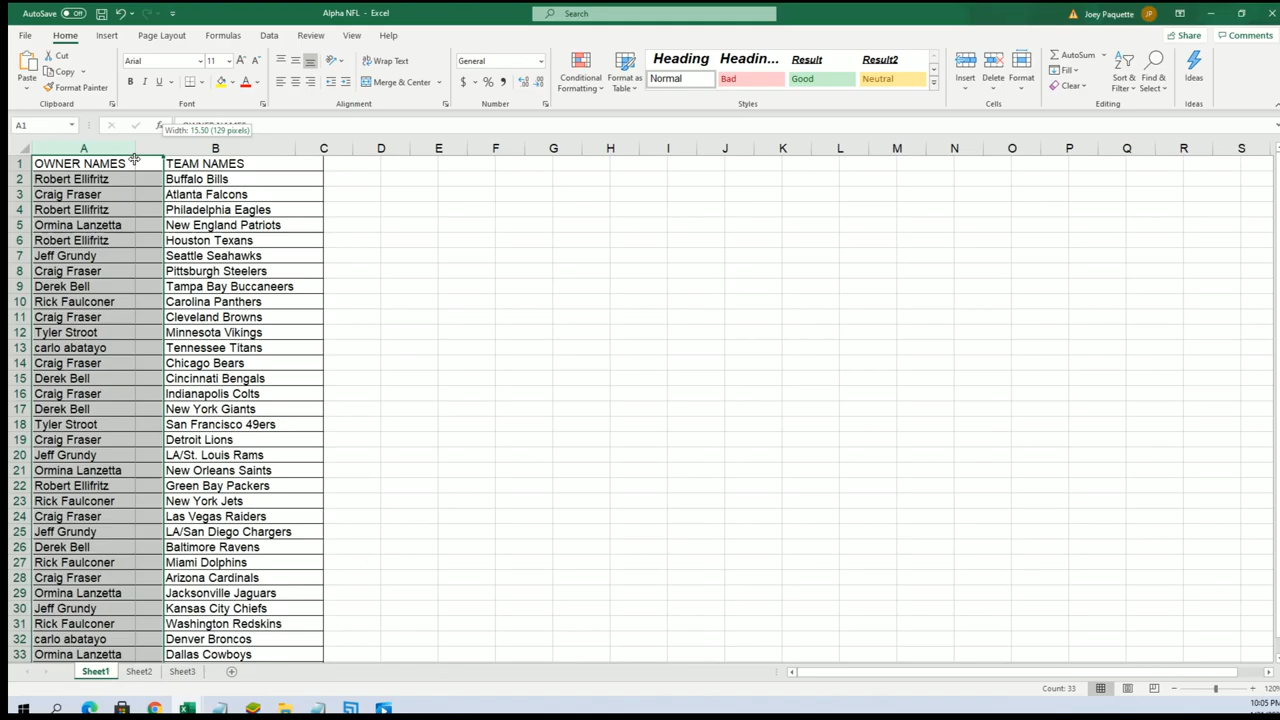 AutoSave Off Alpha NFL - Excel Search Joey Paquette JP
File Home Insert Page Layout Formulas Data Review View Help Share Comments
Cut Arial 11 Wrap Text General Heading Headin... Result Result2 AutoSum
Paste Copy Merge & Center Conditional Formatting Format as Table Normal Bad Good Neutral Insert Delete Format Fill Sort & Filter Find & Select Ideas
Format Painter Clear
Clipboard Font Alignment Number Styles Cells Editing Ideas
A1 OWNER NAMES
Width: 15.50 (129 pixels)
A B C D E F G H I J K L M N O P Q R S
1 OWNER NAMES TEAM NAMES
2 Robert Ellifritz Buffalo Bills
3 Craig Fraser Atlanta Falcons
4 Robert Ellifritz Philadelphia Eagles
5 Ormina Lanzetta New England Patriots
6 Robert Ellifritz Houston Texans
7 Jeff Grundy Seattle Seahawks
8 Craig Fraser Pittsburgh Steelers
9 Derek Bell Tampa Bay Buccaneers
10 Rick Faulconer Carolina Panthers
11 Craig Fraser Cleveland Browns
12 Tyler Stroot Minnesota Vikings
13 carlo abatayo Tennessee Titans
14 Craig Fraser Chicago Bears
15 Derek Bell Cincinnati Bengals
16 Craig Fraser Indianapolis Colts
17 Derek Bell New York Giants
18 Tyler Stroot San Francisco 49ers
19 Craig Fraser Detroit Lions
20 Jeff Grundy LA/St. Louis Rams
21 Ormina Lanzetta New Orleans Saints
22 Robert Ellifritz Green Bay Packers
23 Rick Faulconer New York Jets
24 Craig Fraser Las Vegas Raiders
25 Jeff Grundy LA/San Diego Chargers
26 Derek Bell Baltimore Ravens
27 Rick Faulconer Miami Dolphins
28 Craig Fraser Arizona Cardinals
29 Ormina Lanzetta Jacksonville Jaguars
30 Jeff Grundy Kansas City Chiefs
31 Rick Faulconer Washington Redskins
32 carlo abatayo Denver Broncos
33 Ormina Lanzetta Dallas Cowboys
Sheet1 Sheet2 Sheet3
Count: 33 120%
10:05 PM